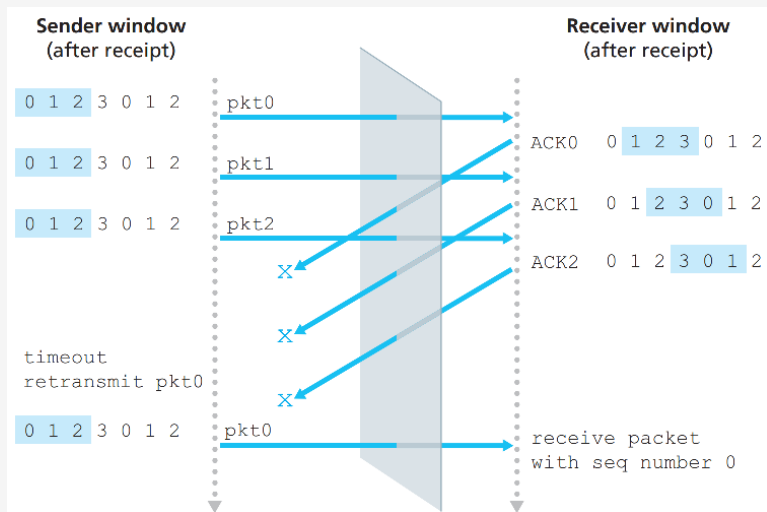 Sender window
(after receipt)
Receiver window
(after receipt)
0 1 2 3 0 1 2
pkt0
ACK0 0 1 2 3 0 1 2
0 1 2 3 0 1 2
pkt1
ACK1 0 1 2 3 0 1 2
0 1 2 3 0 1 2
pkt2
ACK2 0 1 2 3 0 1 2
x
x
x
timeout
retransmit pkt0
0 1 2 3 0 1 2
pkt0
receive packet
with seq number 0